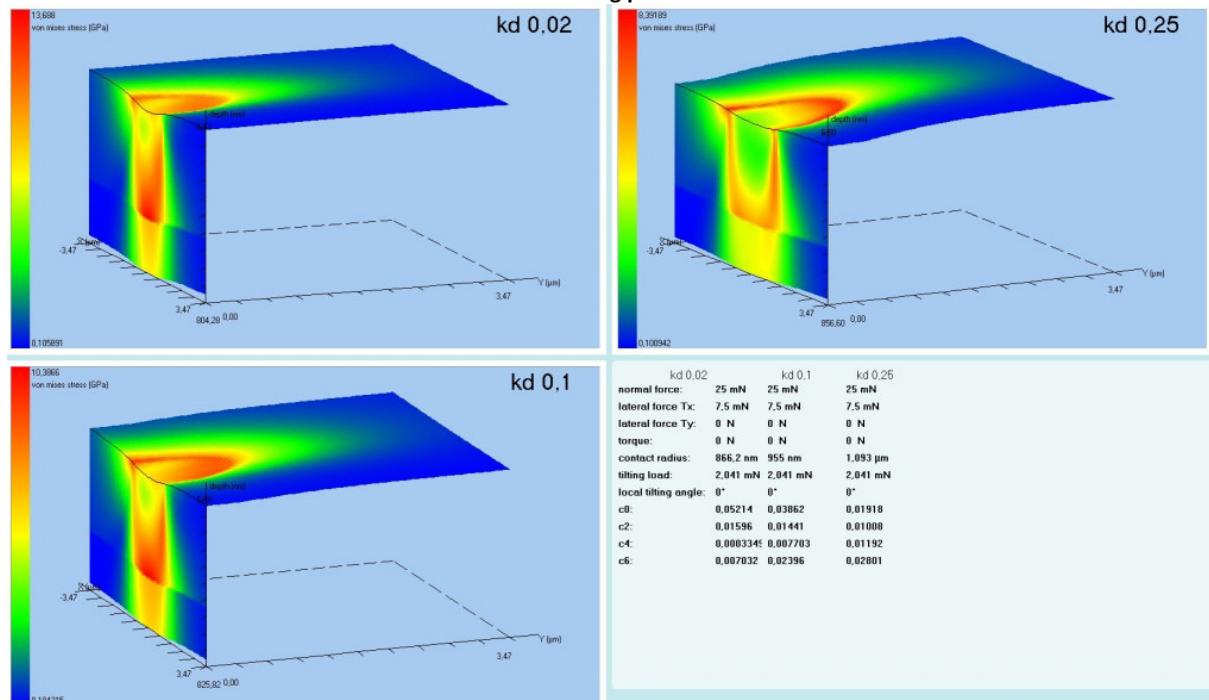 13,688
von mises stress (GPa)
kd 0,02
depth (nm)
-3,47
X (µm)
3,47
804,28
0,00
3,47
Y (µm)
0,105891
8,39189
von mises stress (GPa)
kd 0,25
depth (nm)
-3,47
X (µm)
3,47
856,60
0,00
3,47
Y (µm)
0,100942
10,3866
von mises stress (GPa)
kd 0,1
depth (nm)
-3,47
X (µm)
3,47
825,82
0,00
3,47
Y (µm)
kd 0,02 kd 0,1 kd 0,25
normal force: 25 mN 25 mN 25 mN
lateral force Tx: 7,5 mN 7,5 mN 7,5 mN
lateral force Ty: 0 N 0 N 0 N
torque: 0 N 0 N 0 N
contact radius: 866,2 nm 955 nm 1,093 µm
tilting load: 2,041 mN 2,041 mN 2,041 mN
local tilting angle: 0° 0° 0°
c0: 0,05214 0,03862 0,01918
c2: 0,01596 0,01441 0,01008
c4: 0,000334 0,007703 0,01192
c6: 0,007032 0,02396 0,02801